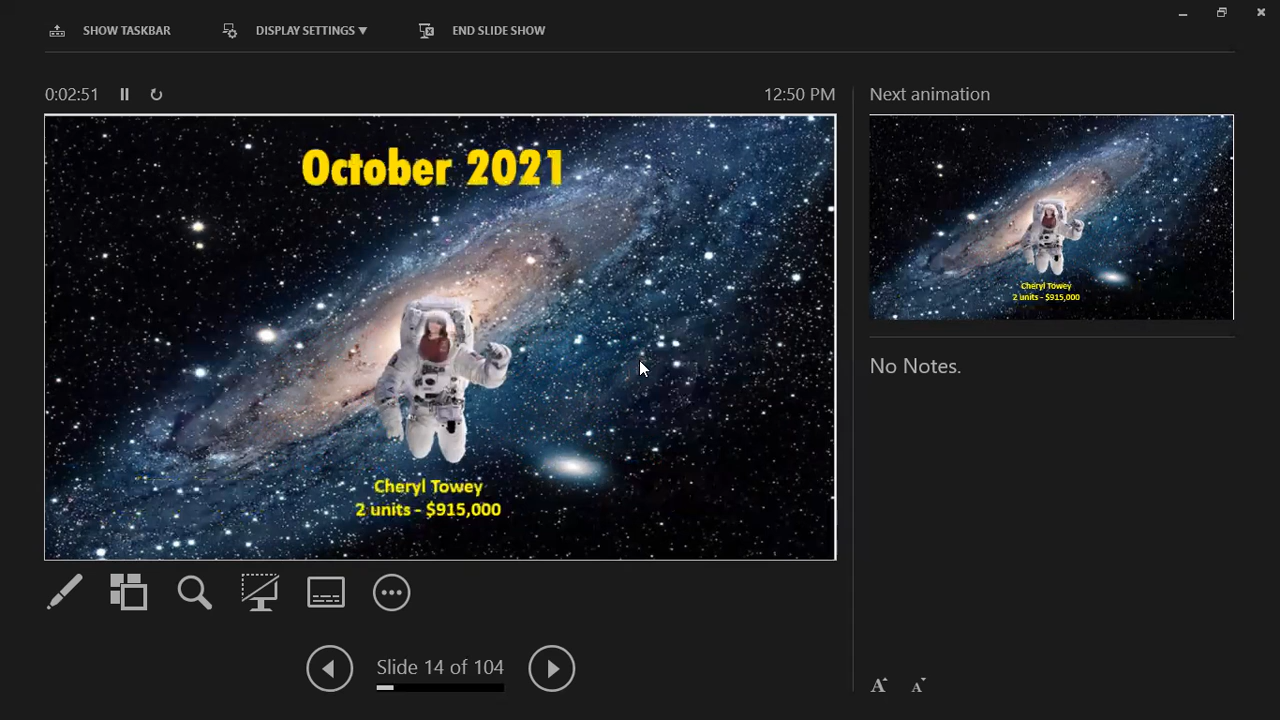 SHOW TASKBAR
DISPLAY SETTINGS ▼
END SLIDE SHOW
0:02:51
12:50 PM
October 2021
Cheryl Towey
2 units - $915,000
Slide 14 of 104
Next animation
Cheryl Towey
2 units - $915,000
No Notes.
A A